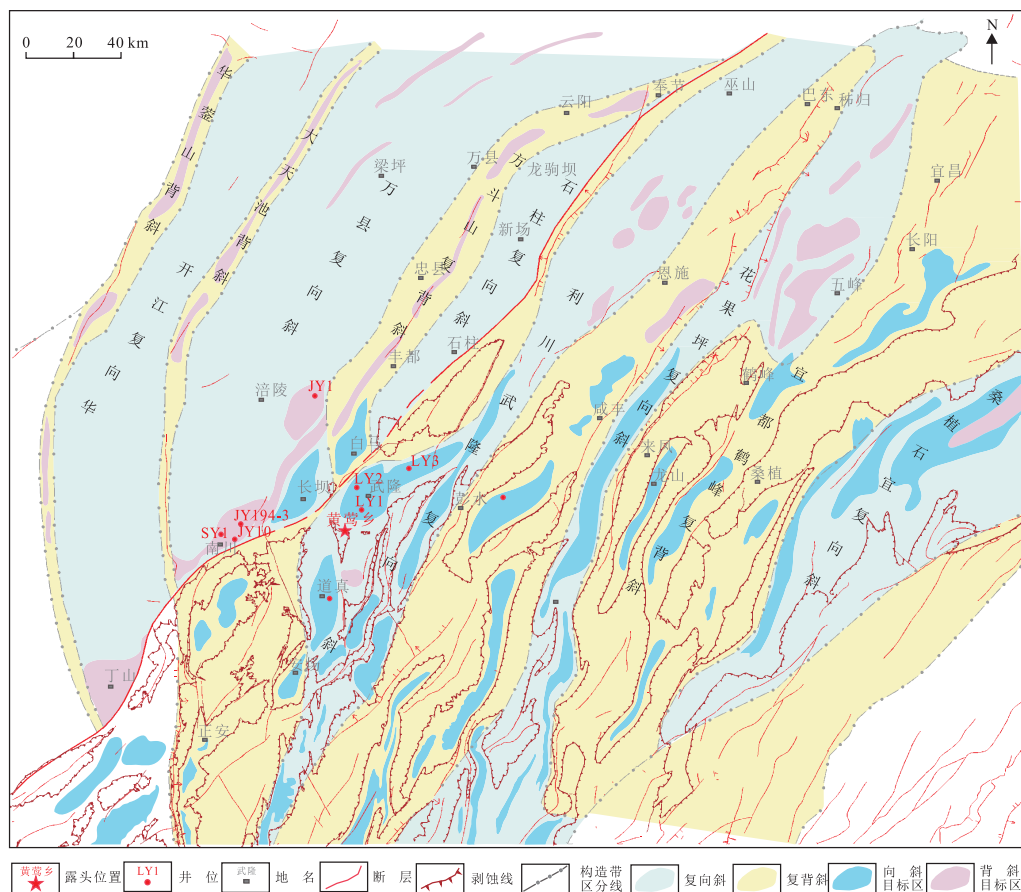 0 20 40 km
N
华蓥山背斜
大天池背斜
开江复向
华
万县复向斜
方斗山复背斜
石柱复向斜
利川
武隆复向斜
花果坪复向斜
宜都鹤峰复背斜
桑植石
宜
复向斜
奉节
巫山
云阳
巴东
秭归
梁坪
万县
龙驹坝
宜昌
新场
长阳
忠县
恩施
五峰
石柱
丰都
涪陵
JY1
鹤峰
咸丰
白马
来凤
LY3
龙山
桑植
长坝
LY2
武隆
彭水
LY1
黄莺乡
JY194-3
SY1
JY10
南川
道真
丁山
正安
黄莺乡
露头位置
LY1
井 位
武隆
地 名
断 层
剥蚀线
构造带
区分线
复向斜
复背斜
向 斜
目标区
背 斜
目标区